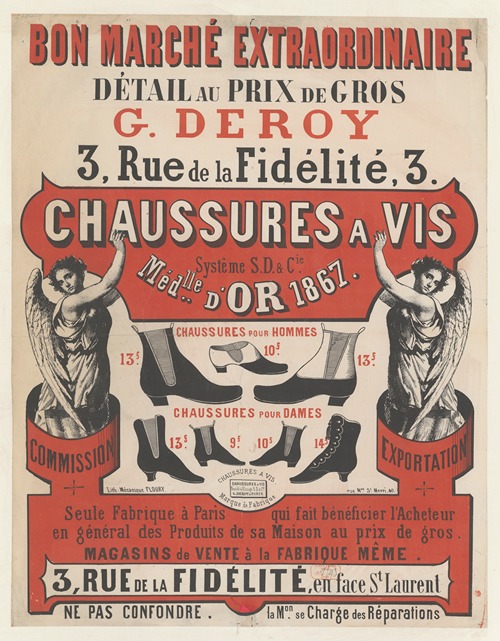 BON MARCHÉ EXTRAORDINAIRE
DÉTAIL AU PRIX DE GROS
G. DEROY
3, Rue de la Fidélité, 3.
CHAUSSURES A VIS
Système S.D. & Cie
Médlle D'OR 1867.
CHAUSSURES POUR HOMMES
13f
10f
13f
CHAUSSURES POUR DAMES
13f
9f
10f
14f
COMMISSION
EXPORTATION
CHAUSSURES A VIS
Marque de Fabrique
Lith. Mécanique FLEURY
Seule Fabrique à Paris qui fait bénéficier l'Acheteur
en général des Produits de sa Maison au prix de gros.
MAGASINS de VENTE à la FABRIQUE MÊME.
3, RUE DE LA FIDÉLITÉ, en face St Laurent
NE PAS CONFONDRE. la Mon se Charge des Réparations